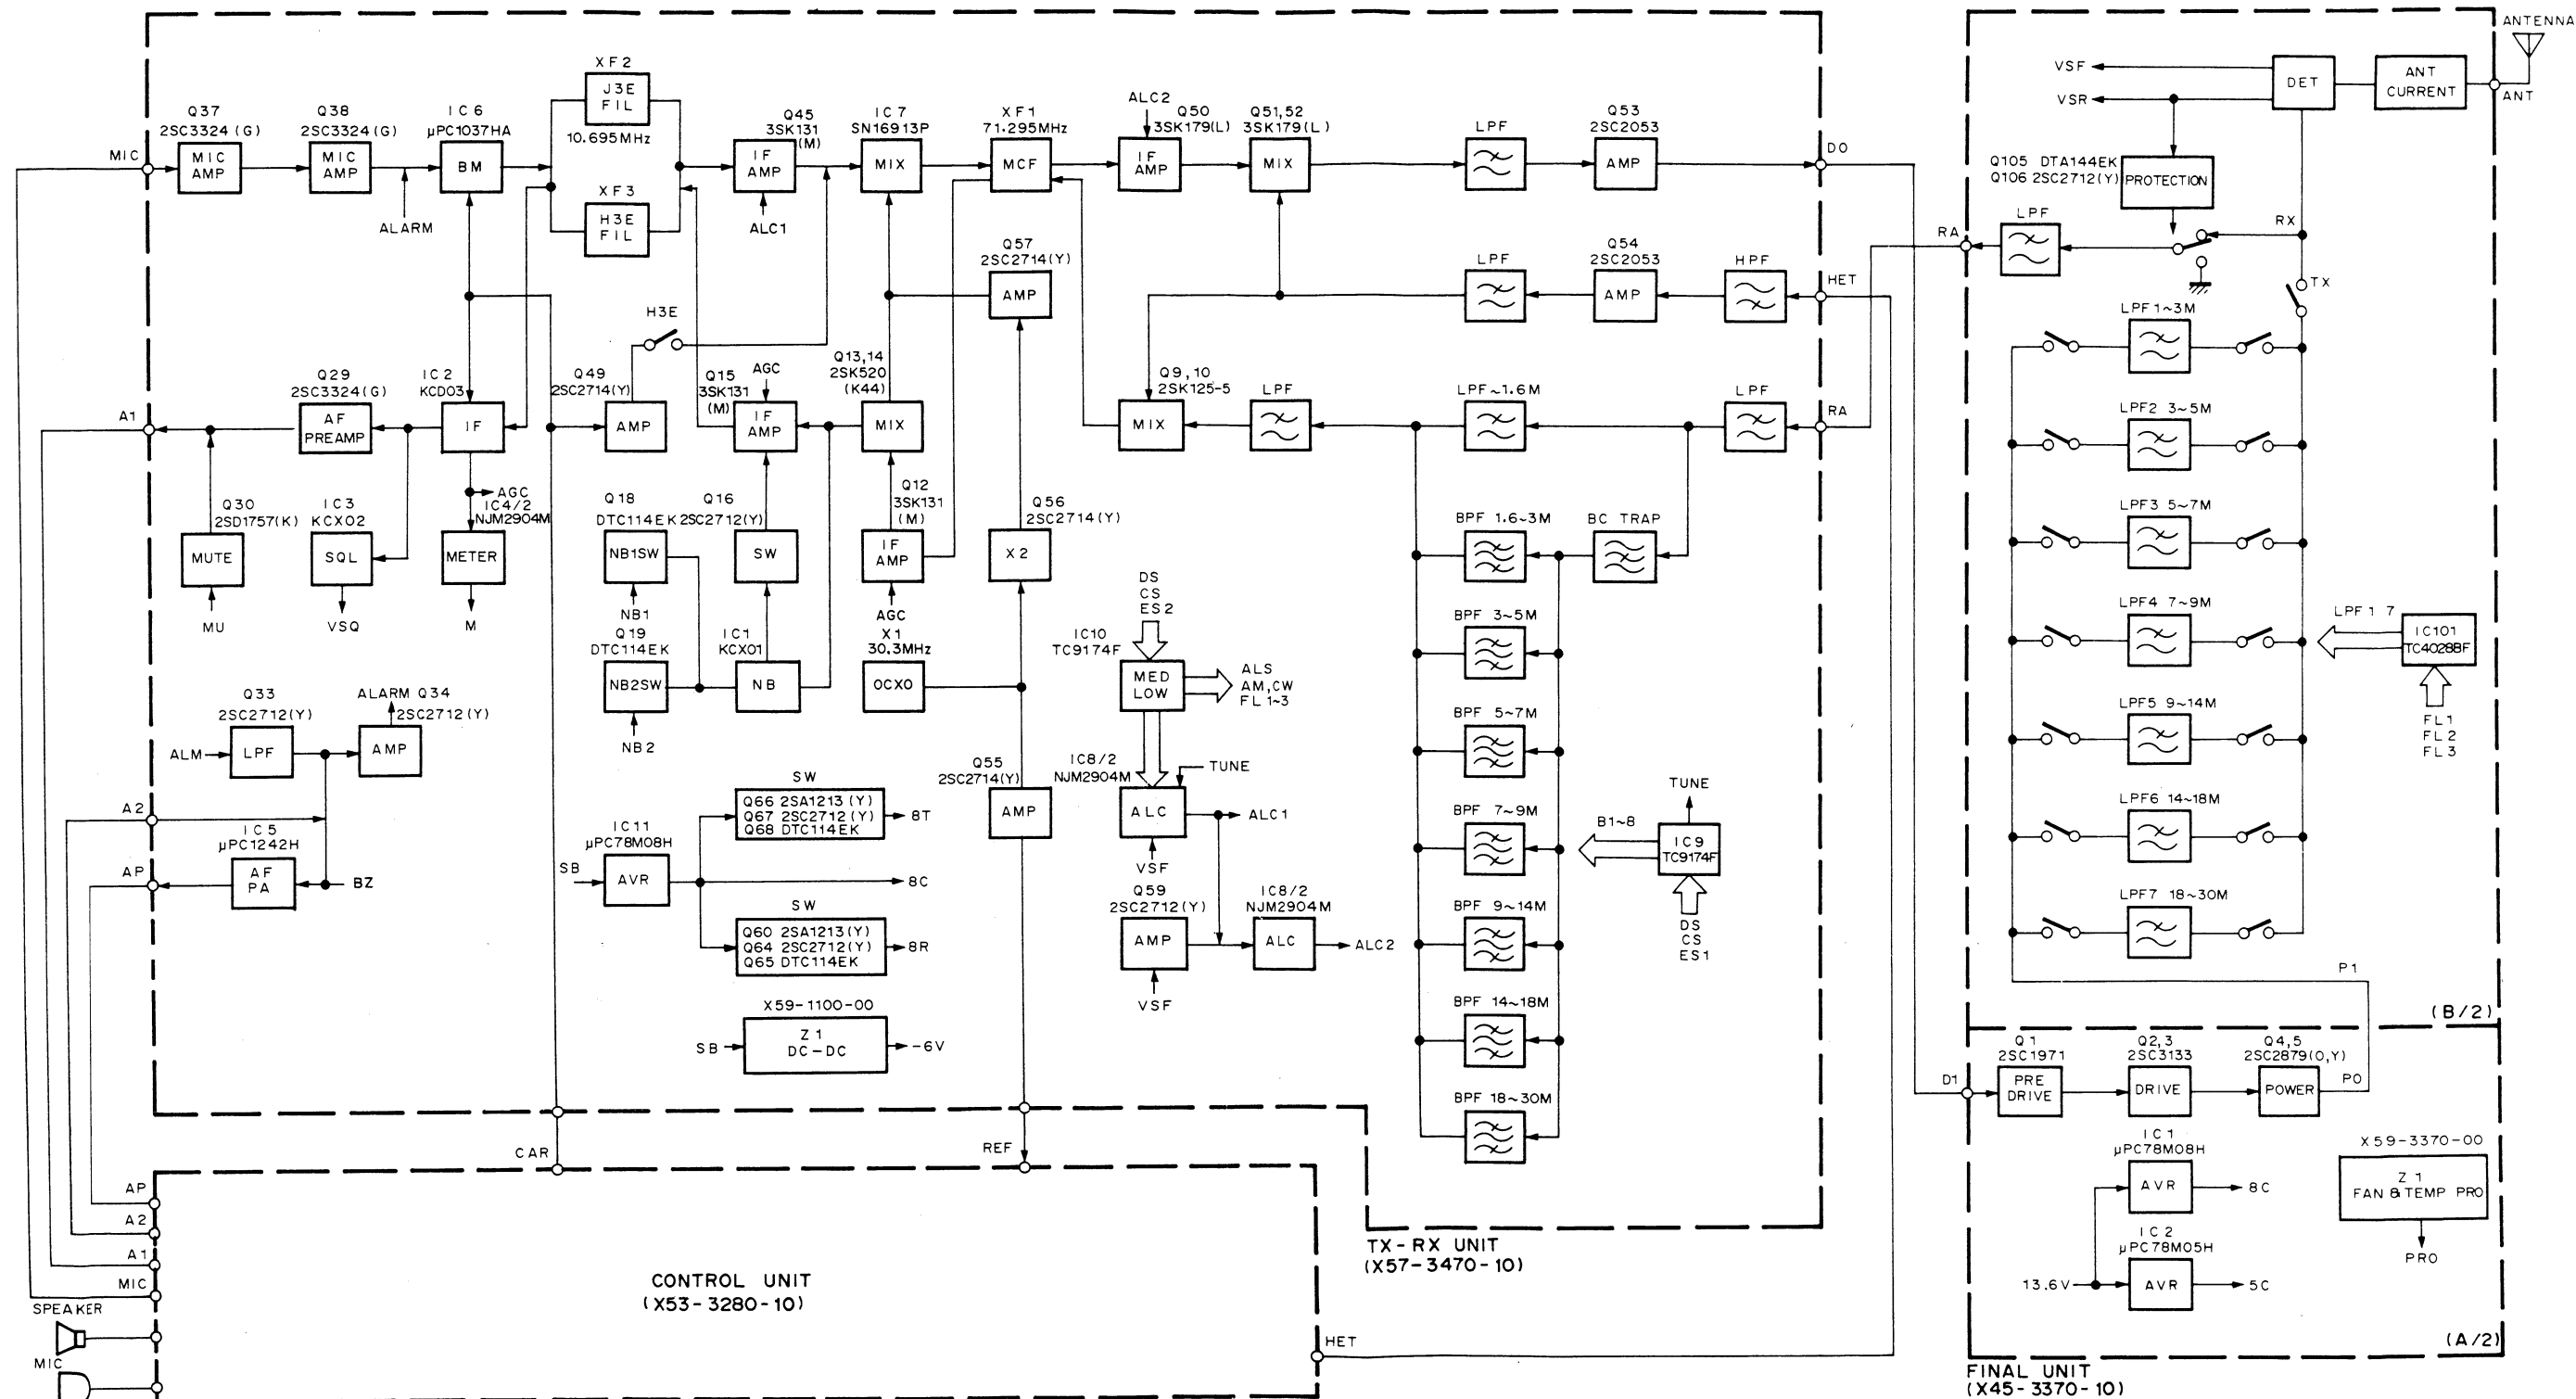 ANTENNA
ANT
VSF
VSR
DET
ANT
CURRENT
Q105 DTA144EK
Q106 2SC2712(Y)
PROTECTION
LPF
RX
TX
RA
LPF1~3M
LPF2 3~5M
LPF3 5~7M
LPF4 7~9M
LPF5 9~14M
LPF6 14~18M
LPF7 18~30M
LPF 1 7
IC101
TC4028BF
FL1
FL2
FL3
P1
(B/2)
Q1
2SC1971
Q2,3
2SC3133
Q4,5
2SC2879(O,Y)
D1
PRE
DRIVE
DRIVE
POWER
PO
IC1
µPC78M08H
AVR
8C
IC2
µPC78M05H
13.6V
AVR
5C
X59-3370-00
Z1
FAN & TEMP PRO
PRO
(A/2)
FINAL UNIT
(X45-3370-10)
MIC
Q37
2SC3324(G)
MIC
AMP
Q38
2SC3324(G)
MIC
AMP
ALARM
IC6
µPC1037HA
BM
XF2
J3E
FIL
10.695MHz
XF3
H3E
FIL
Q45
3SK131
(M)
IF
AMP
ALC1
IC7
SN16913P
MIX
XF1
71.295MHz
MCF
ALC2
Q50
3SK179(L)
IF
AMP
Q51,52
3SK179(L)
MIX
LPF
Q53
2SC2053
AMP
DO
Q57
2SC2714(Y)
AMP
LPF
Q54
2SC2053
AMP
HPF
HET
H3E
A1
Q29
2SC3324(G)
AF
PREAMP
IC2
KCD03
IF
Q49
2SC2714(Y)
AMP
Q15
3SK131
(M)
AGC
IF
AMP
Q13,14
2SK520
(K44)
MIX
Q9,10
2SK125-5
MIX
LPF
LPF~1.6M
LPF
RA
Q30
2SD1757(K)
MUTE
MU
IC3
KCX02
SQL
VSQ
AGC
IC4/2
NJM2904M
METER
M
Q18
DTC114EK
NB1SW
NB1
Q16
2SC2712(Y)
SW
Q12
3SK131
(M)
IF
AMP
AGC
Q56
2SC2714(Y)
X2
Q19
DTC114EK
NB2SW
NB2
IC1
KCX01
NB
X1
30.3MHz
OCXO
DS
CS
ES2
IC10
TC9174F
MED
LOW
ALS
AM,CW
FL1~3
BPF 1.6~3M
BC TRAP
BPF 3~5M
BPF 5~7M
BPF 7~9M
BPF 9~14M
BPF 14~18M
BPF 18~30M
TUNE
B1~8
IC9
TC9174F
DS
CS
ES1
Q33
2SC2712(Y)
ALM
LPF
ALARM Q34
2SC2712(Y)
AMP
A2
IC5
µPC1242H
AP
AF
PA
BZ
IC11
µPC78M08H
SB
AVR
SW
Q66 2SA1213(Y)
Q67 2SC2712(Y)
Q68 DTC114EK
8T
8C
SW
Q60 2SA1213(Y)
Q64 2SC2712(Y)
Q65 DTC114EK
8R
X59-1100-00
SB
Z1
DC-DC
-6V
Q55
2SC2714(Y)
AMP
IC8/2
NJM2904M
TUNE
ALC
ALC1
VSF
Q59
2SC2712(Y)
AMP
VSF
IC8/2
NJM2904M
ALC
ALC2
CAR
REF
TX-RX UNIT
(X57-3470-10)
AP
A2
A1
MIC
SPEAKER
MIC
CONTROL UNIT
(X53-3280-10)
HET